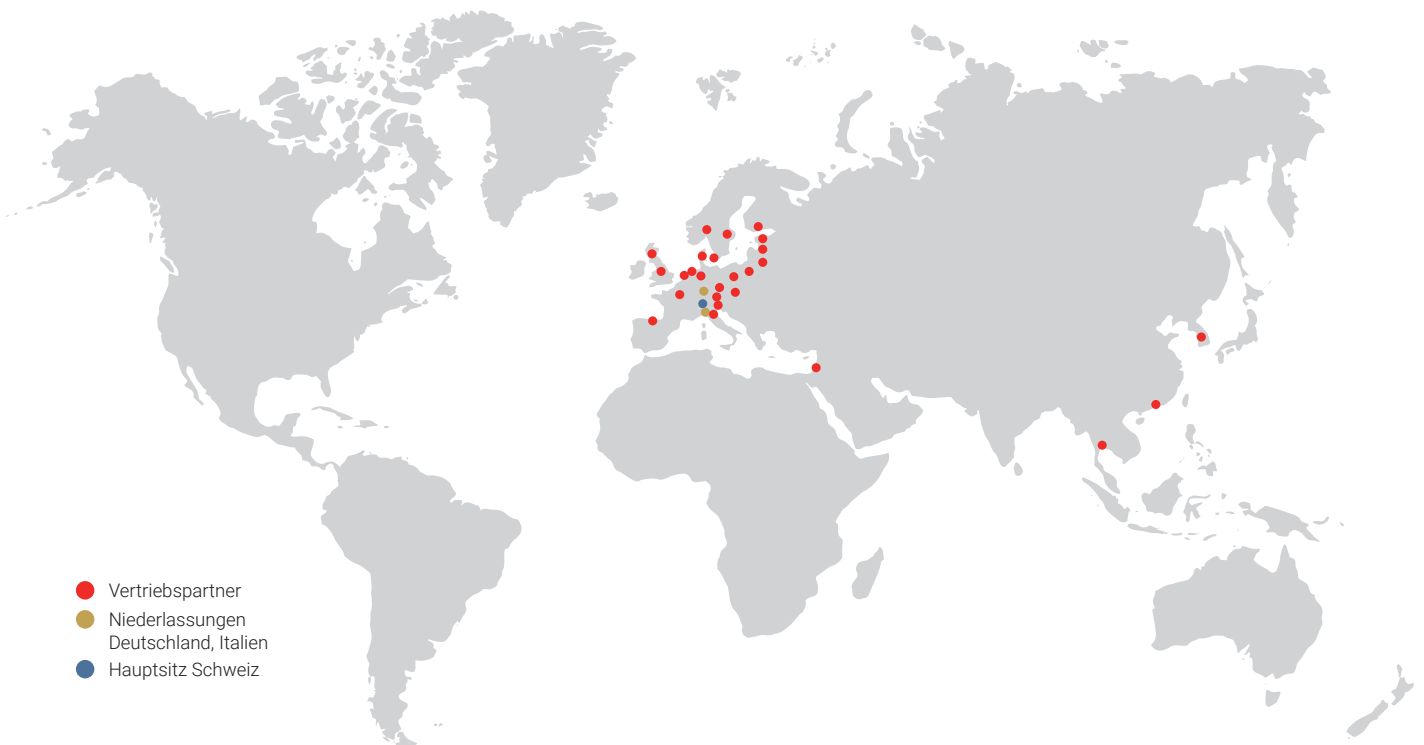 Vertriebspartner
Niederlassungen
Deutschland, Italien
Hauptsitz Schweiz